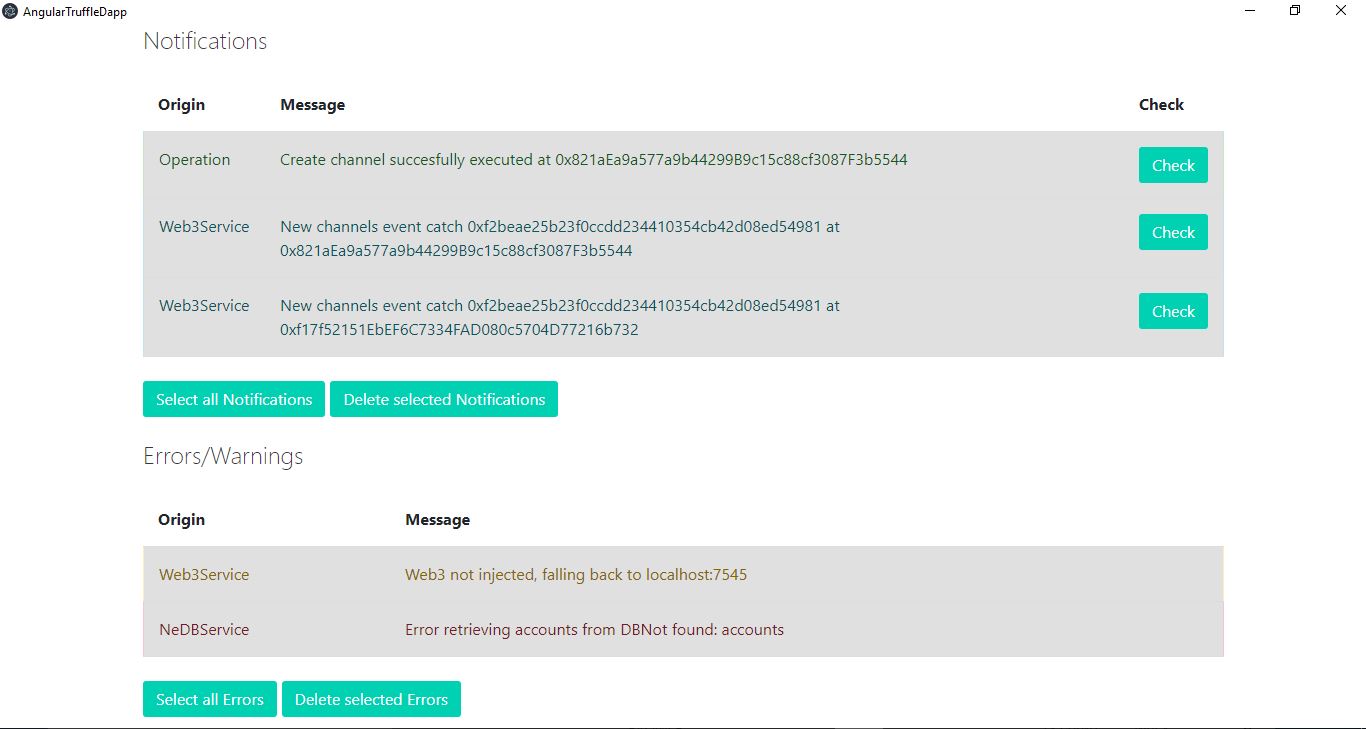 AngularTruffleDapp
Notifications
Origin Message Check
Operation Create channel succesfully executed at 0x821aEa9a577a9b44299B9c15c88cf3087F3b5544 Check
Web3Service New channels event catch 0xf2beae25b23f0ccdd234410354cb42d08ed54981 at Check
0x821aEa9a577a9b44299B9c15c88cf3087F3b5544
Web3Service New channels event catch 0xf2beae25b23f0ccdd234410354cb42d08ed54981 at Check
0xf17f52151EbEF6C7334FAD080c5704D77216b732
Select all Notifications Delete selected Notifications
Errors/Warnings
Origin Message
Web3Service Web3 not injected, falling back to localhost:7545
NeDBService Error retrieving accounts from DBNot found: accounts
Select all Errors Delete selected Errors